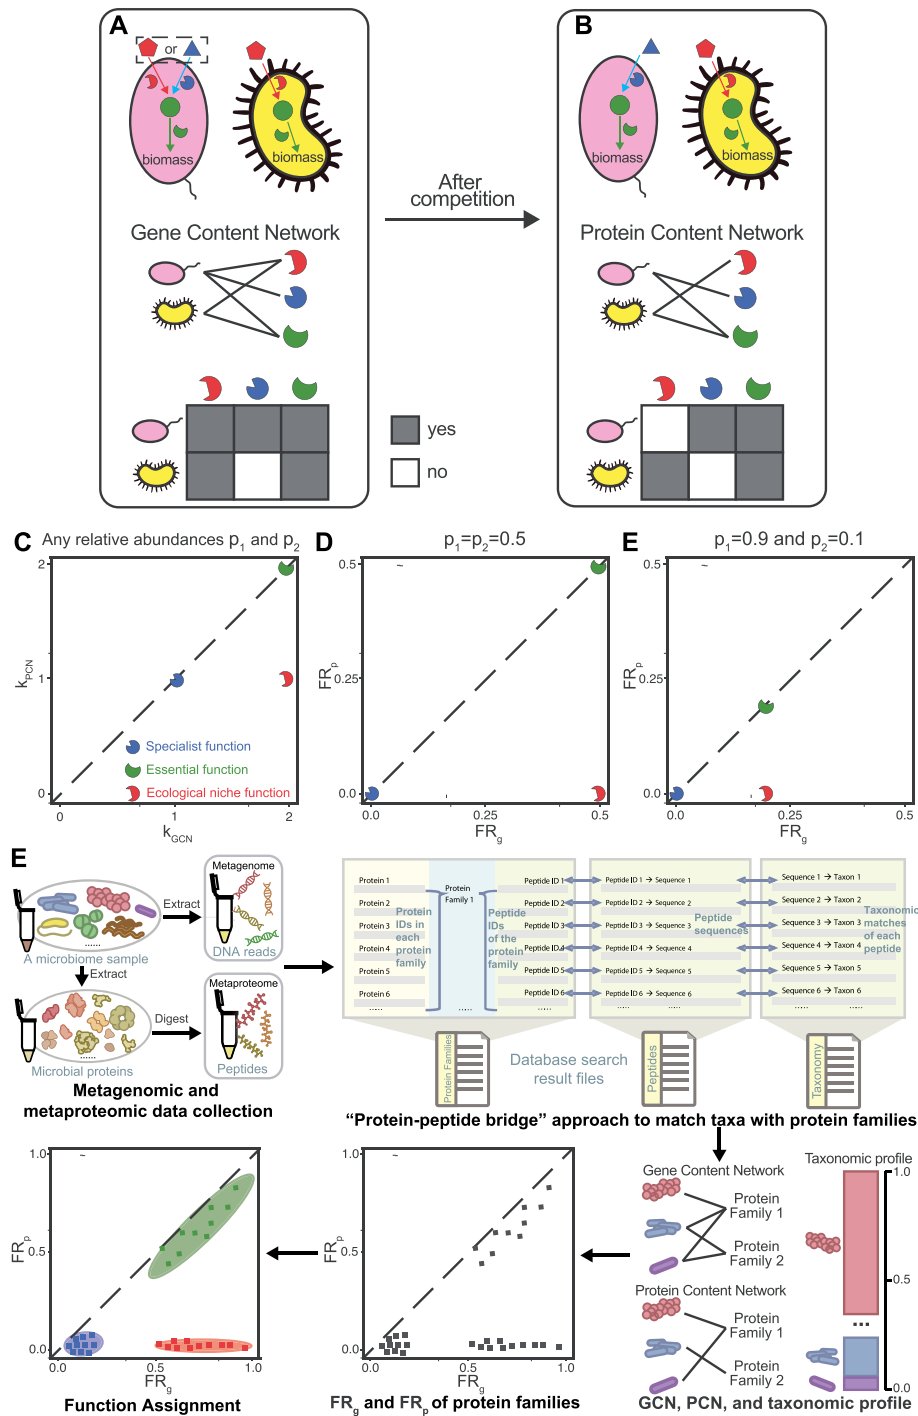 A
or
biomass
biomass
Gene Content Network
After
competition
B
biomass
biomass
Protein Content Network
yes
no
C Any relative abundances p1 and p2
2
1
0
kPCN
0
1
2
kGCN
Specialist function
Essential function
Ecological niche function
D p1=p2=0.5
~
0.5
0.25
0.0
FRp
0.0
0.25
0.5
FRg
E p1=0.9 and p2=0.1
~
0.5
0.25
0.0
FRp
0.0
0.25
0.5
FRg
E
A microbiome sample
......
Extract
Metagenome
DNA reads
Extract
Microbial proteins
......
Digest
Metaproteome
Peptides
Metagenomic and
metaproteomic data collection
Protein 1
Protein 2
Protein 3
Protein 4
Protein 5
Protein 6
......
Protein
IDs in
each
protein
family
Protein
Family 1
......
Peptide
IDs
of the
protein
family
Peptide ID 1
Peptide ID 2
Peptide ID 3
Peptide ID 4
Peptide ID 5
Peptide ID 6
......
Peptide ID 1 → Sequence 1
Peptide ID 2 → Sequence 2
Peptide ID 3 → Sequence 3
Peptide ID 4 → Sequence 4
Peptide ID 5 → Sequence 5
Peptide ID 6 → Sequence 6
......
Peptide
sequences
Sequence 1 → Taxon 1
Sequence 2 → Taxon 2
Sequence 3 → Taxon 3
Sequence 4 → Taxon 4
Sequence 5 → Taxon 5
Sequence 6 → Taxon 6
......
Taxonomic
matches
of each
peptide
Protein Families
Database search
result files
Peptides
Taxonomy
“Protein-peptide bridge” approach to match taxa with protein families
Gene Content Network
Protein
Family 1
Protein
Family 2
Protein Content Network
Protein
Family 1
Protein
Family 2
Taxonomic profile
1.0
0.5
0.0
...
GCN, PCN, and taxonomic profile
~
1.0
0.5
0.0
FRp
0.0
0.5
1.0
FRg
FRg and FRp of protein families
~
1.0
0.5
0.0
FRp
0.0
0.5
1.0
FRg
Function Assignment